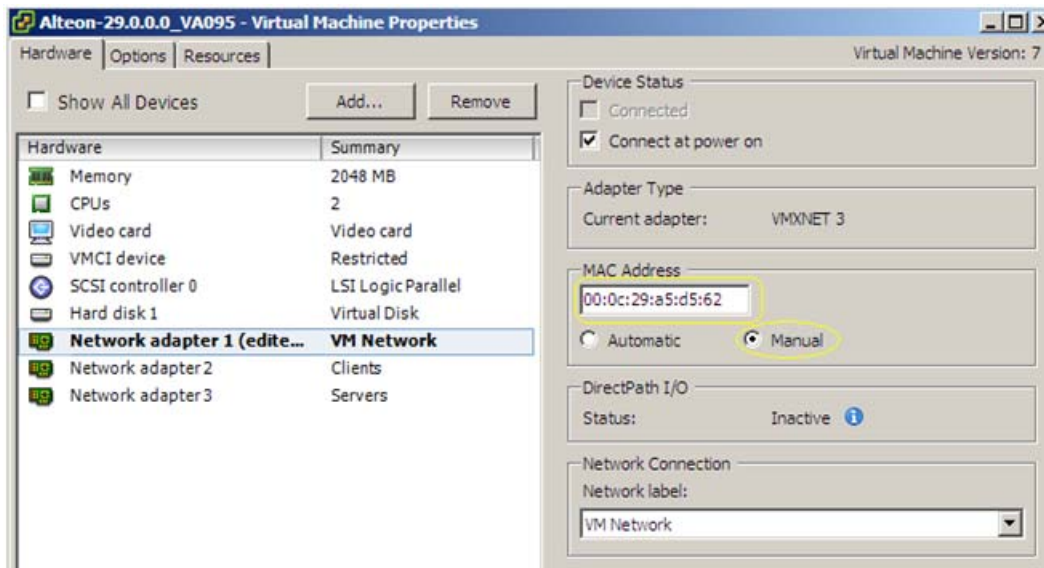 Alteon-29.0.0.0_VA095 - Virtual Machine Properties
Hardware Options Resources
Virtual Machine Version: 7
Show All Devices
Add...
Remove
Hardware Summary
Memory 2048 MB
CPUs 2
Video card Video card
VMCI device Restricted
SCSI controller 0 LSI Logic Parallel
Hard disk 1 Virtual Disk
Network adapter 1 (edite... VM Network
Network adapter 2 Clients
Network adapter 3 Servers
Device Status
Connected
Connect at power on
Adapter Type
Current adapter: VMXNET 3
MAC Address
00:0c:29:a5:d5:62
Automatic Manual
DirectPath I/O
Status: Inactive
Network Connection
Network label:
VM Network